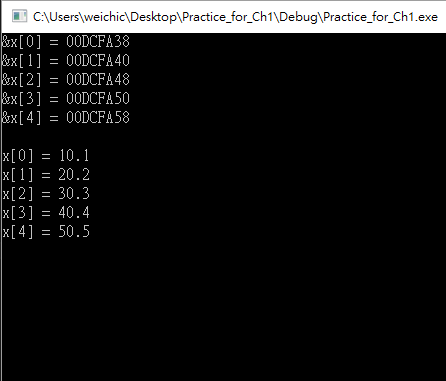 C:\Users\weichic\Desktop\Practice_for_Ch1\Debug\Practice_for_Ch1.exe
&x[0] = 00DCFA38
&x[1] = 00DCFA40
&x[2] = 00DCFA48
&x[3] = 00DCFA50
&x[4] = 00DCFA58
x[0] = 10.1
x[1] = 20.2
x[2] = 30.3
x[3] = 40.4
x[4] = 50.5